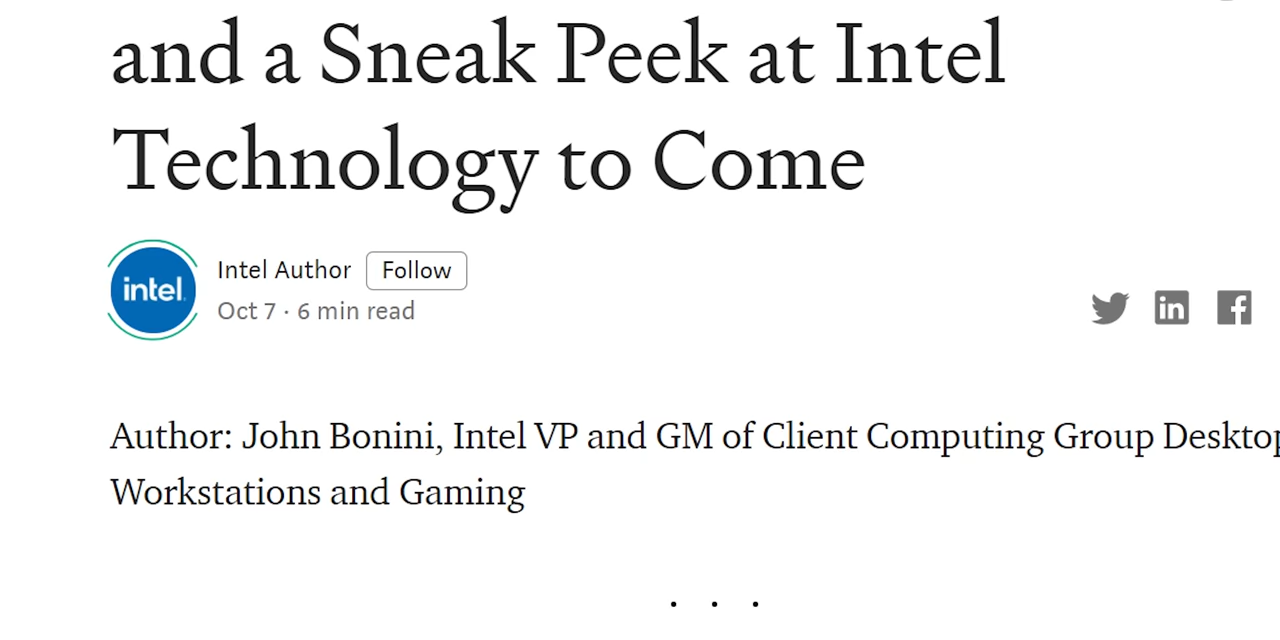 and a Sneak Peek at Intel
Technology to Come
intel
Intel Author
Follow
Oct 7 · 6 min read
Author: John Bonini, Intel VP and GM of Client Computing Group Desktop
Workstations and Gaming
. . .